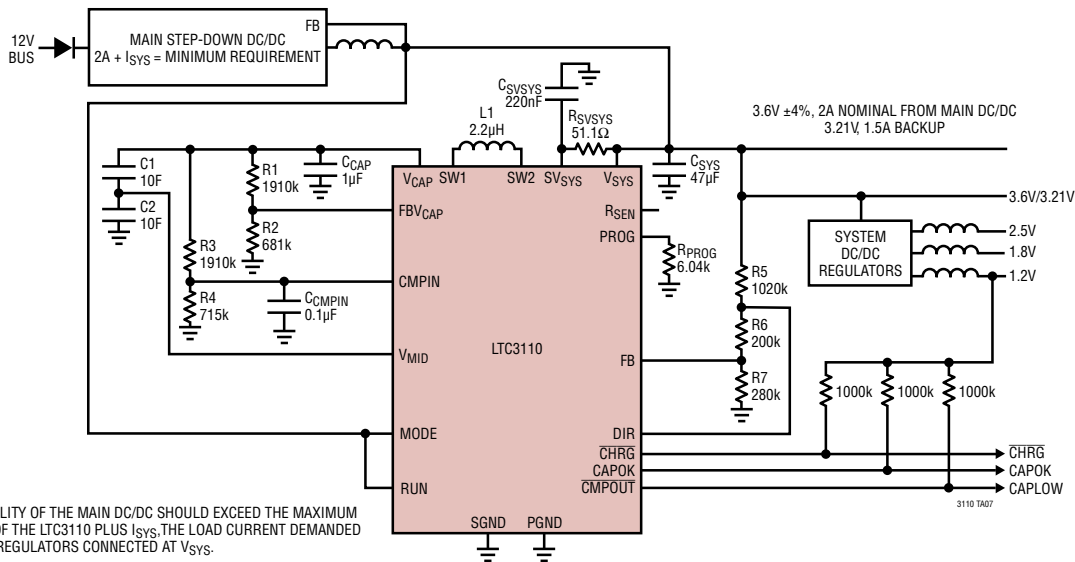 12V
BUS
MAIN STEP-DOWN DC/DC
2A + ISYS = MINIMUM REQUIREMENT
FB
CSVSYS
220nF
RSVSYS
51.1Ω
3.6V ±4%, 2A NOMINAL FROM MAIN DC/DC
3.21V, 1.5A BACKUP
L1
2.2µH
C1
10F
C2
10F
R1
1910k
R2
681k
CCAP
1µF
R3
1910k
R4
715k
CCMPIN
0.1µF
VCAP
SW1
SW2
SVSYS
VSYS
FBVCAP
CMPIN
VMID
MODE
RUN
LTC3110
RSEN
PROG
FB
DIR
CHRG
CAPOK
CMPOUT
SGND
PGND
CSYS
47µF
RPROG
6.04k
R5
1020k
R6
200k
R7
280k
SYSTEM
DC/DC
REGULATORS
3.6V/3.21V
2.5V
1.8V
1.2V
1000k
1000k
1000k
CHRG
CAPOK
CAPLOW
3110 TA07
LITY OF THE MAIN DC/DC SHOULD EXCEED THE MAXIMUM
OF THE LTC3110 PLUS ISYS,THE LOAD CURRENT DEMANDED
REGULATORS CONNECTED AT VSYS.